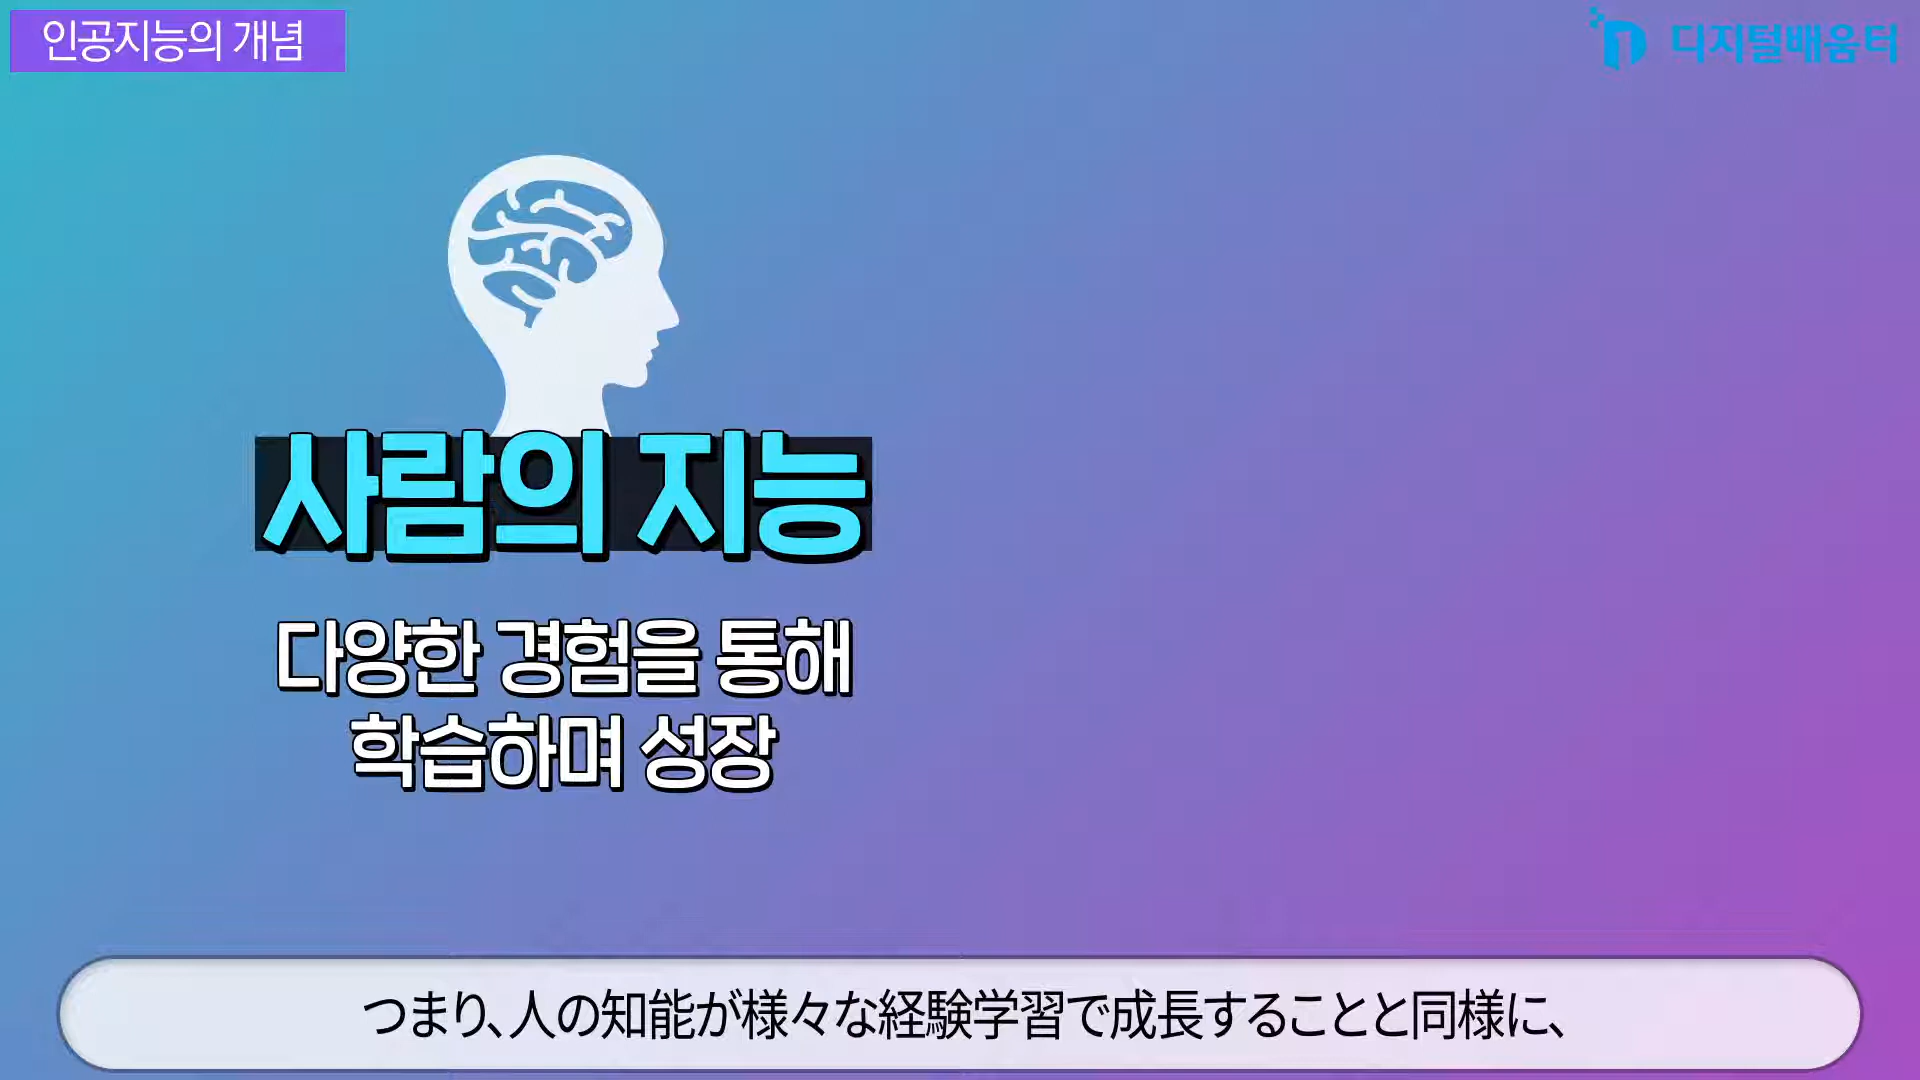 인공지능의 개념
디지털배움터
사람의 지능
다양한 경험을 통해
학습하며 성장
つまり、人の知能が様々な経験学習で成長することと同様に、